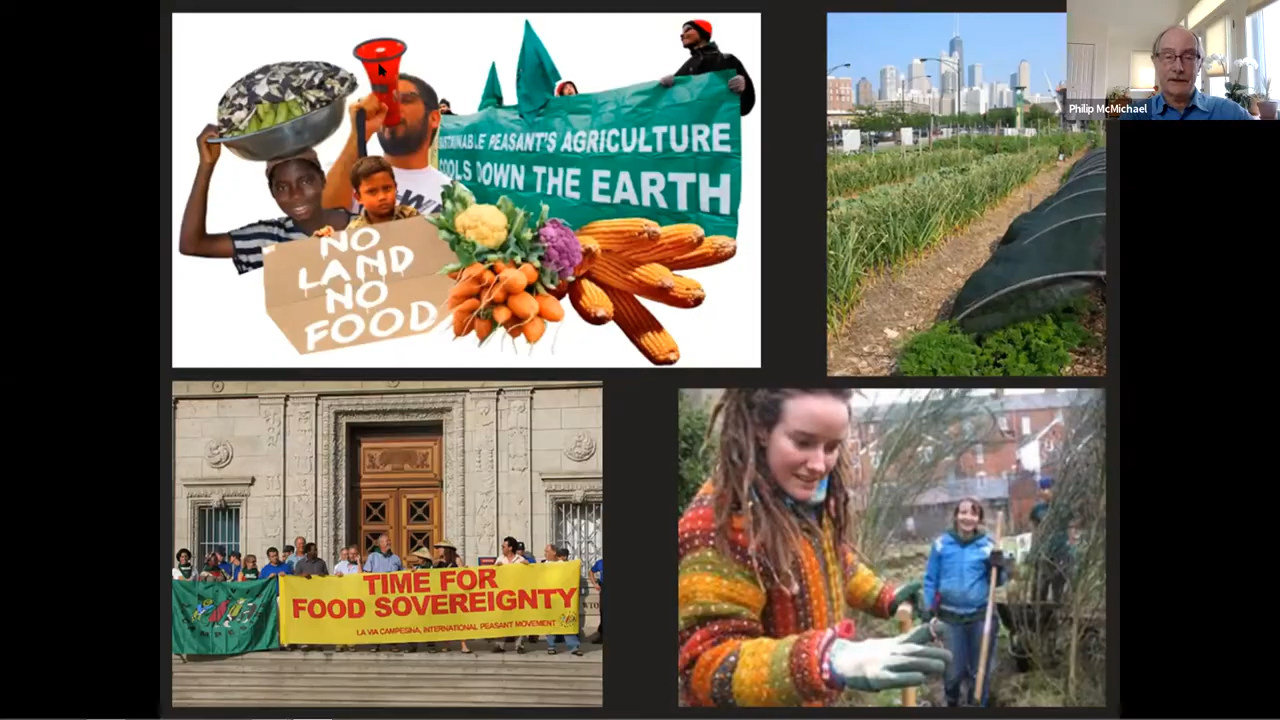 SUSTAINABLE PEASANT'S AGRICULTURE
COOLS DOWN THE EARTH
NO
LAND
NO
FOOD
Philip McMichael
TIME FOR
FOOD SOVEREIGNTY
LA VIA CAMPESINA, INTERNATIONAL PEASANT MOVEMENT
WTO